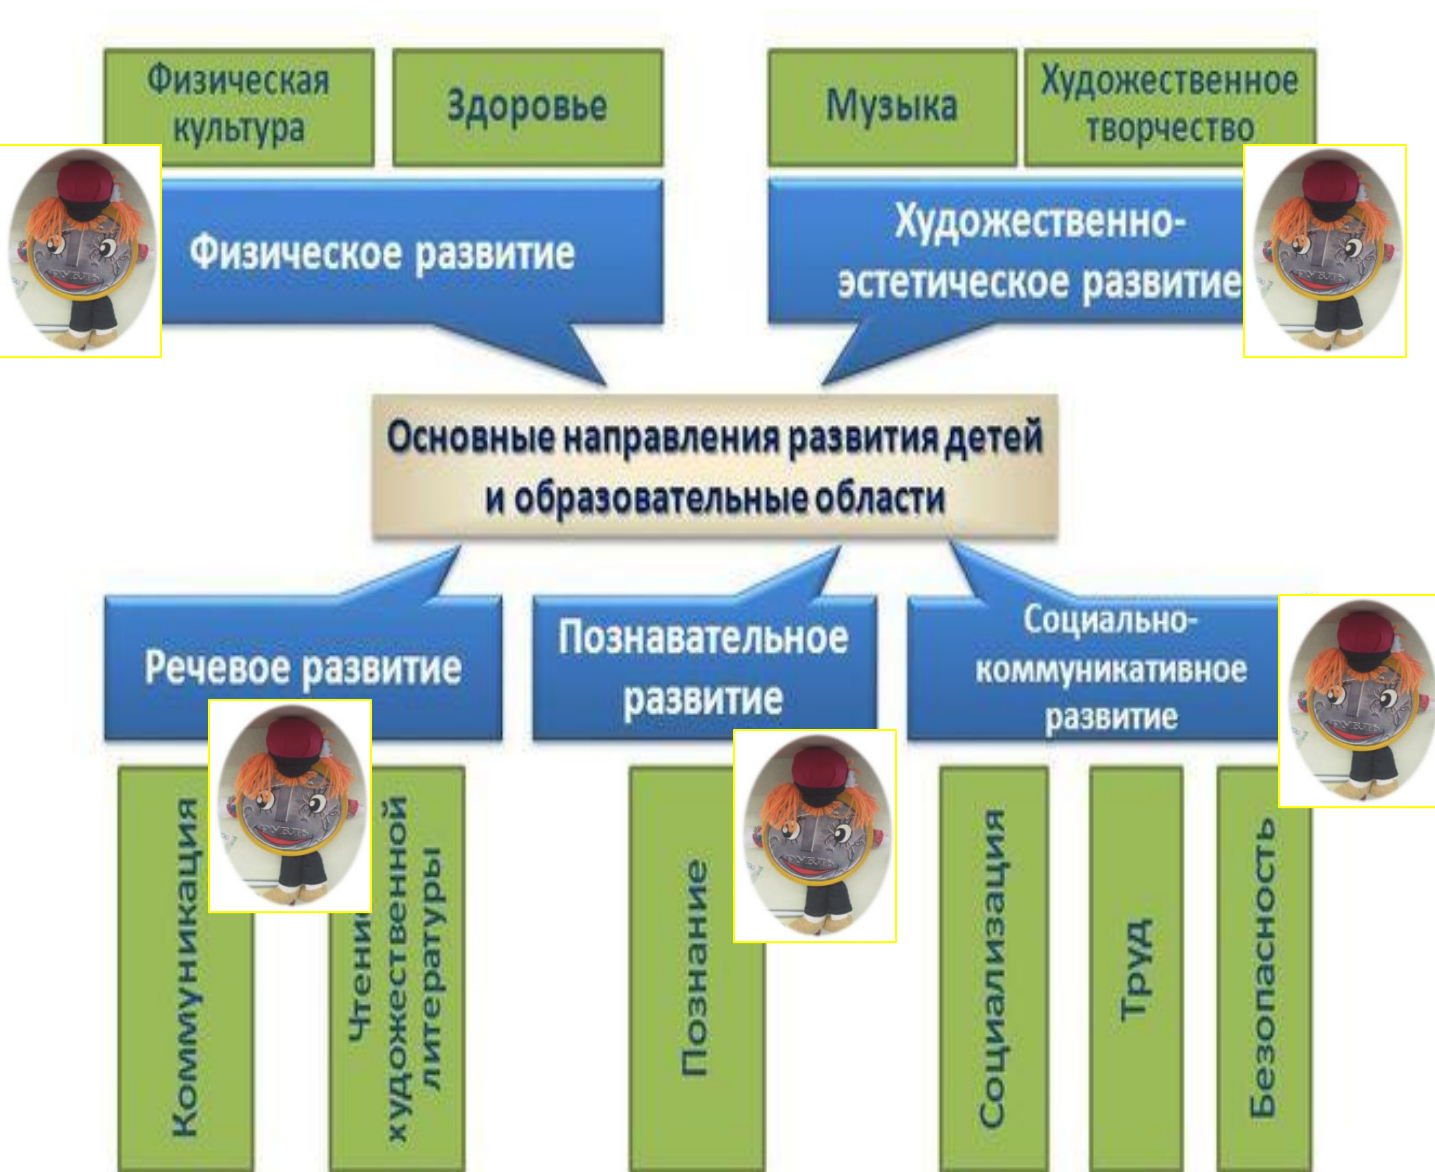 Физическая
культура
Здоровье
Музыка
Художественное
творчество
Физическое развитие
Художественно-
эстетическое развитие
Основные направления развития детей
и образовательные области
Речевое развитие
Познавательное
развитие
Социально-
коммуникативное
развитие
Коммуникация
Чтение
художественной
литературы
Познание
Социализация
Труд
Безопасность